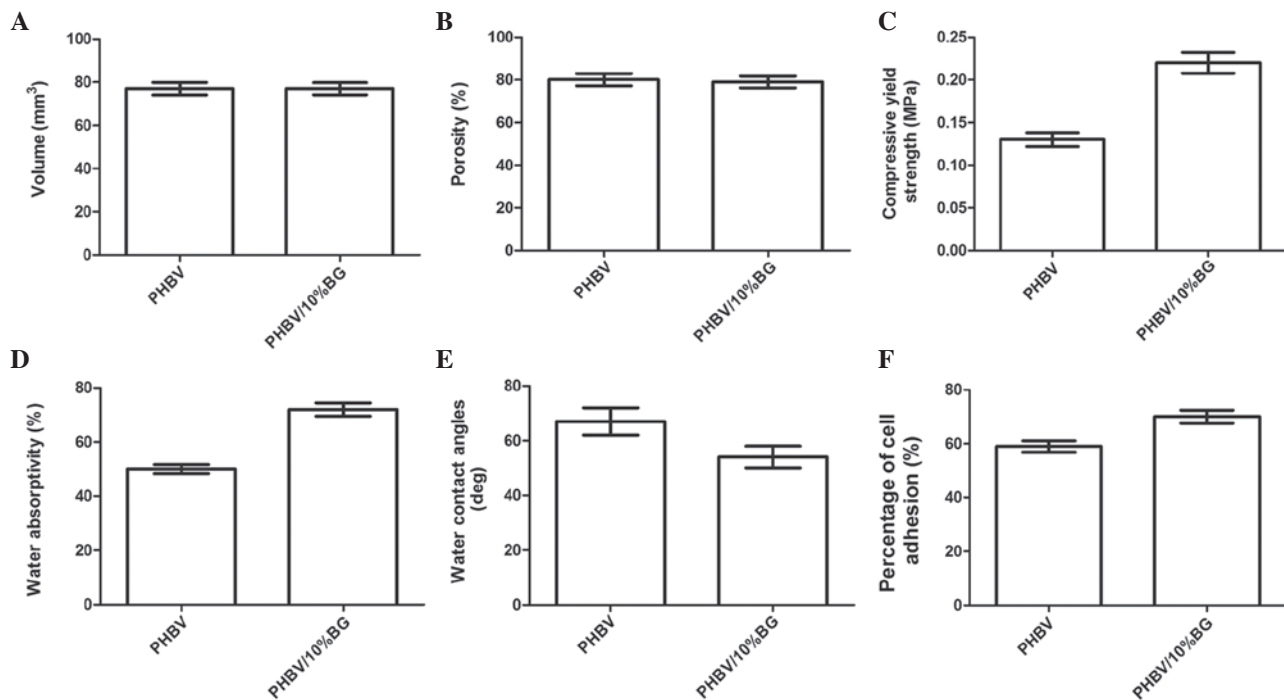 A
Volume (mm³)
100
80
60
40
20
0
PHBV
PHBV/10%BG
B
Porosity (%)
100
80
60
40
20
0
PHBV
PHBV/10%BG
C
Compressive yield
strength (MPa)
0.25
0.20
0.15
0.10
0.05
0.00
PHBV
PHBV/10%BG
D
Water absorptivity (%)
80
60
40
20
0
PHBV
PHBV/10%BG
E
Water contact angles
(deg)
80
60
40
20
0
PHBV
PHBV/10%BG
F
Percentage of cell
adhesion (%)
80
60
40
20
0
PHBV
PHBV/10%BG